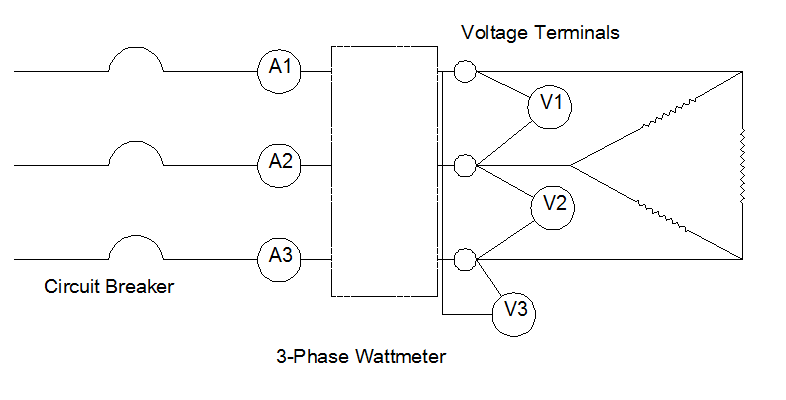 Voltage Terminals
A1
V1
A2
V2
A3
Circuit Breaker
V3
3-Phase Wattmeter